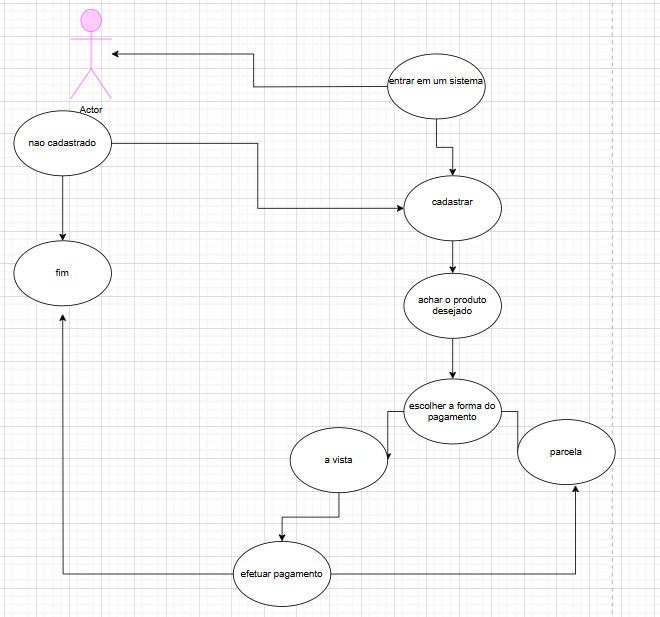 entrar em um sistema
Actor
nao cadastrado
cadastrar
fim
achar o produto
desejado
escolher a forma do
pagamento
a vista
parcela
efetuar pagamento